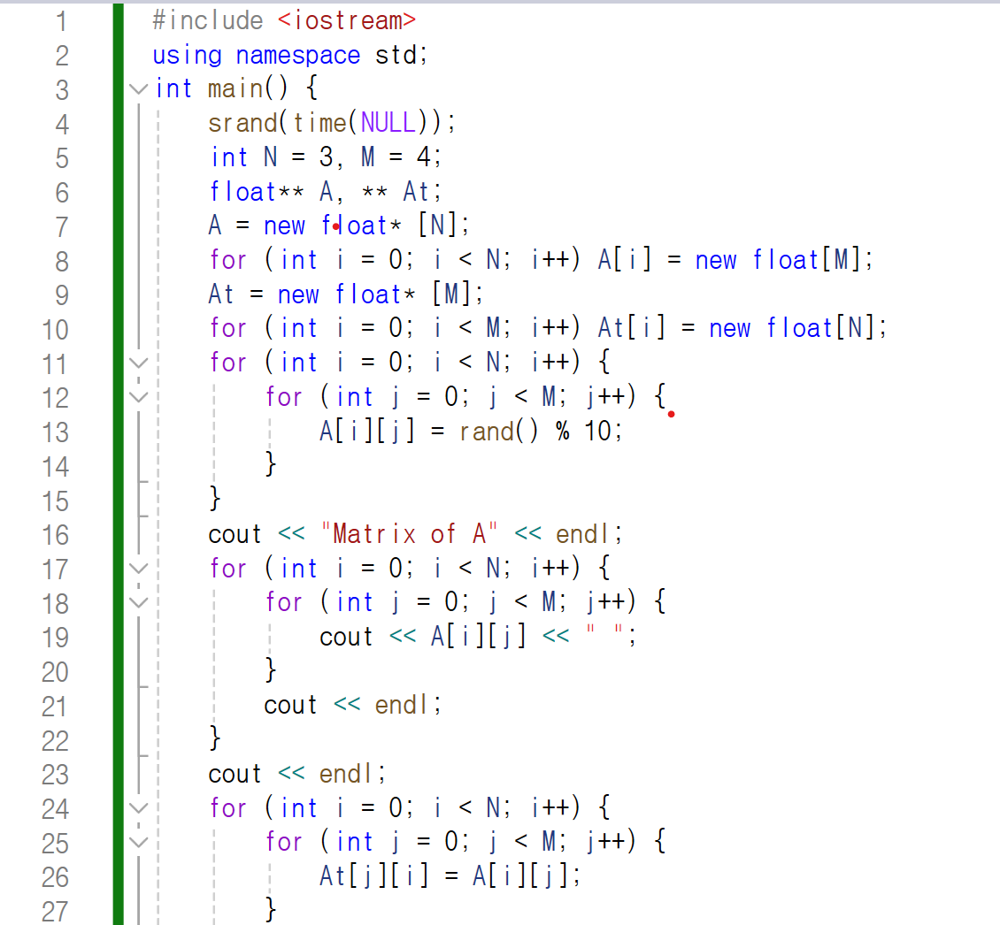 1 #include <iostream>
2 using namespace std;
3 int main() {
4 srand(time(NULL));
5 int N = 3, M = 4;
6 float** A, ** At;
7 A = new float* [N];
8 for (int i = 0; i < N; i++) A[i] = new float[M];
9 At = new float* [M];
10 for (int i = 0; i < M; i++) At[i] = new float[N];
11 for (int i = 0; i < N; i++) {
12 for (int j = 0; j < M; j++) {
13 A[i][j] = rand() % 10;
14 }
15 }
16 cout << "Matrix of A" << endl;
17 for (int i = 0; i < N; i++) {
18 for (int j = 0; j < M; j++) {
19 cout << A[i][j] << " ";
20 }
21 cout << endl;
22 }
23 cout << endl;
24 for (int i = 0; i < N; i++) {
25 for (int j = 0; j < M; j++) {
26 At[j][i] = A[i][j];
27 }